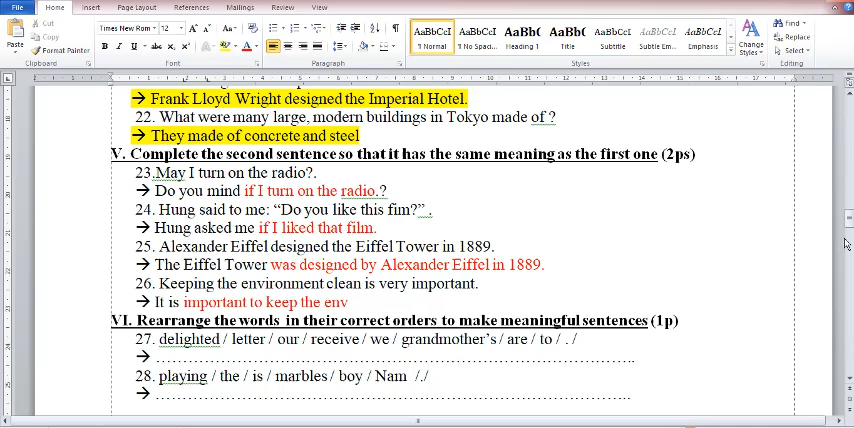 File Home Insert Page Layout References Mailings Review View
Cut
Copy
Format Painter
Paste
Clipboard
Times New Rom 12
Font
Paragraph
AaBbCcI AaBbCcI AaBbC AaBbC AaBbCcI AaBbCcI AaBbCcI
¶ Normal ¶ No Spaci... Heading 1 Title Subtitle Subtle Em... Emphasis
Change Styles
Styles
Find
Replace
Select
Editing
→ Frank Lloyd Wright designed the Imperial Hotel.
22. What were many large, modern buildings in Tokyo made of ?
→ They made of concrete and steel
V. Complete the second sentence so that it has the same meaning as the first one (2ps)
23.May I turn on the radio?.
→ Do you mind if I turn on the radio.?
24. Hung said to me: “Do you like this fim?” .
→ Hung asked me if I liked that film.
25. Alexander Eiffel designed the Eiffel Tower in 1889.
→ The Eiffel Tower was designed by Alexander Eiffel in 1889.
26. Keeping the environment clean is very important.
→ It is important to keep the env
VI. Rearrange the words in their correct orders to make meaningful sentences (1p)
27. delighted / letter / our / receive / we / grandmother’s / are / to / . /
→ ……………………………………………………………………………….
28. playing / the / is / marbles / boy / Nam /./
→ ……………………………………………………………………………….